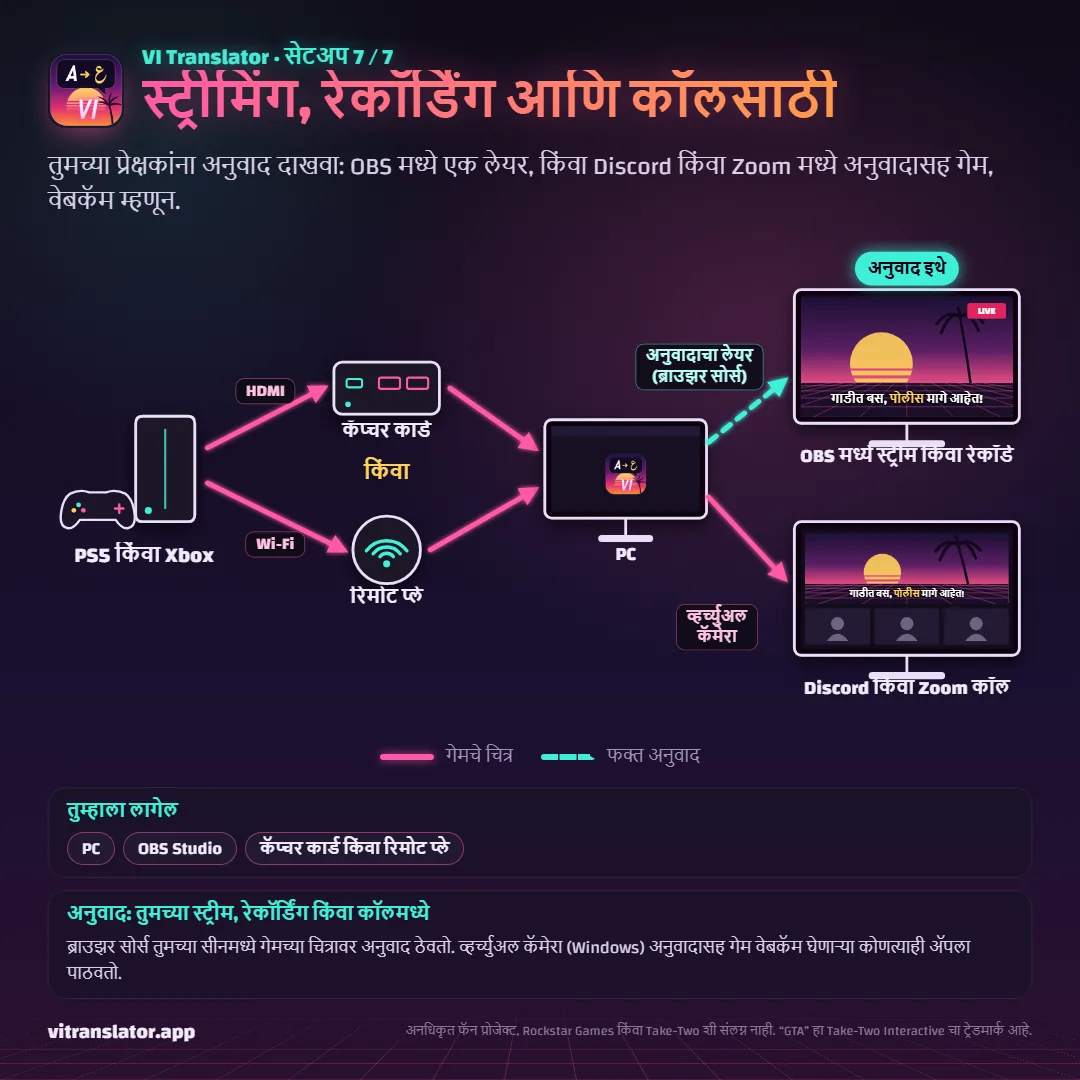 VI Translator · सेटअप 7 / 7
A→ع
VI
स्ट्रीमिंग, रेकॉर्डिंग आणि कॉलसाठी
तुमच्या प्रेक्षकांना अनुवाद दाखवा: OBS मध्ये एक लेयर, किंवा Discord किंवा Zoom मध्ये अनुवादासह गेम,
वेबकॅम म्हणून.
अनुवाद इथे
LIVE
गाडीत बस, पोलीस मागे आहेत!
OBS मध्ये स्ट्रीम किंवा रेकॉर्ड
अनुवादाचा लेयर
(ब्राउझर सोर्स)
HDMI
कॅप्चर कार्ड
किंवा
A→ع
VI
PC
PS5 किंवा Xbox
Wi-Fi
रिमोट प्ले
गाडीत बस, पोलीस मागे आहेत!
व्हर्च्युअल
कॅमेरा
Discord किंवा Zoom कॉल
गेमचे चित्र
फक्त अनुवाद
तुम्हाला लागेल
PC
OBS Studio
कॅप्चर कार्ड किंवा रिमोट प्ले
अनुवाद: तुमच्या स्ट्रीम, रेकॉर्डिंग किंवा कॉलमध्ये
ब्राउझर सोर्स तुमच्या सीनमध्ये गेमच्या चित्रावर अनुवाद ठेवतो. व्हर्च्युअल कॅमेरा (Windows) अनुवादासह गेम वेबकॅम घेणाऱ्या कोणत्याही ॲपला
पाठवतो.
vitranslator.app
अनधिकृत फॅन प्रोजेक्ट, Rockstar Games किंवा Take-Two शी संलग्न नाही. “GTA” हा Take-Two Interactive चा ट्रेडमार्क आहे.